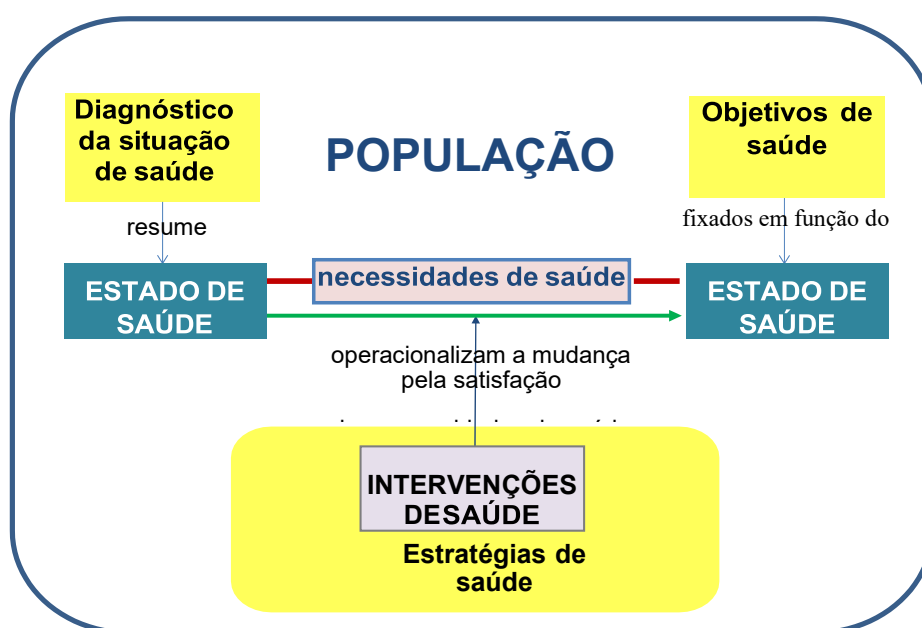 Diagnóstico
da situação
de saúde
POPULAÇÃO
Objetivos de
saúde
resume
fixados em função do
ESTADO DE
SAÚDE
necessidades de saúde
ESTADO DE
SAÚDE
operacionalizam a mudança
pela satisfação
INTERVENÇÕES
DESAÚDE
Estratégias de
saúde